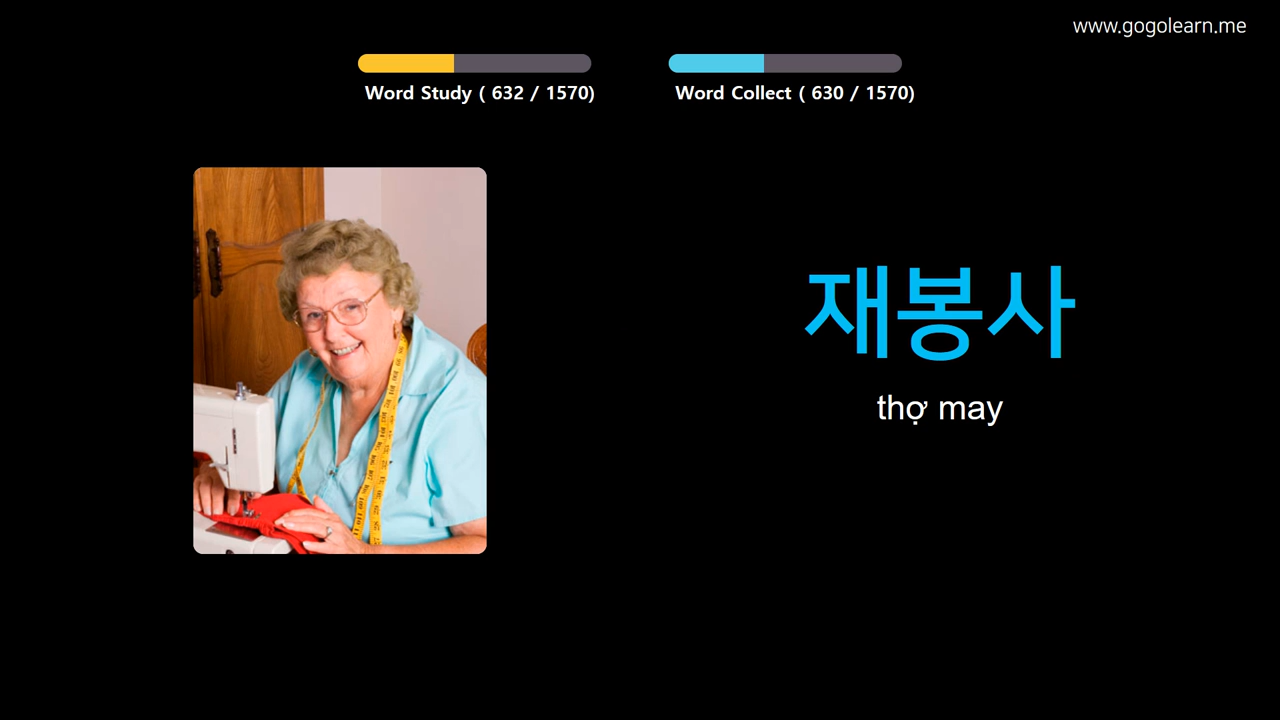 www.gogolearn.me
Word Study ( 632 / 1570)
Word Collect ( 630 / 1570)
재봉사
thợ may